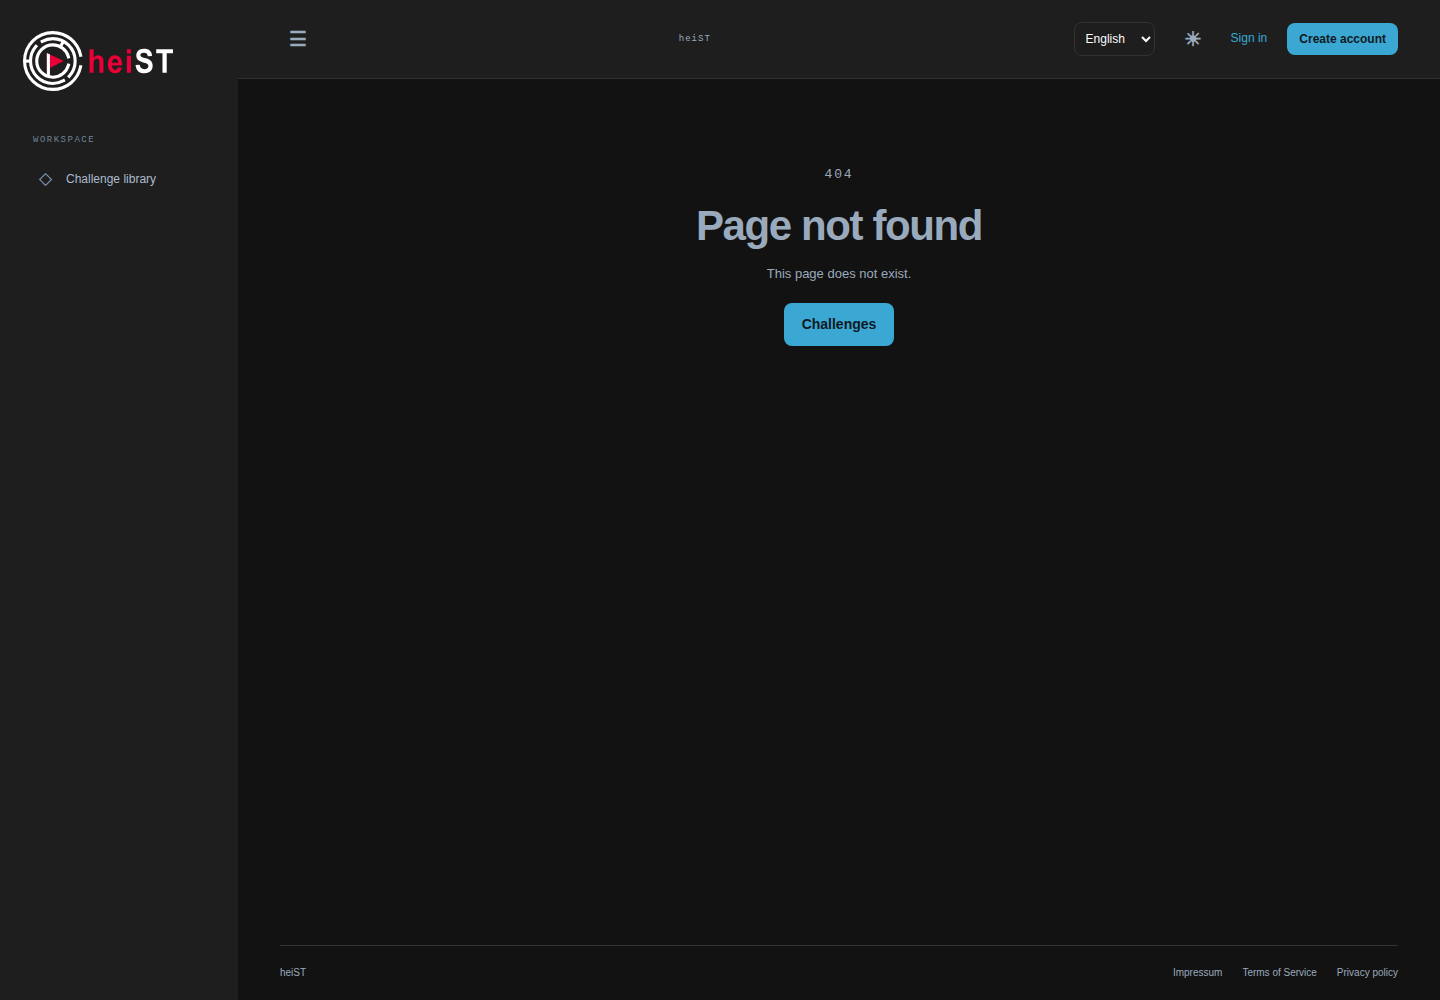 heiST
WORKSPACE
Challenge library
heiST
English
Sign in
Create account
404
Page not found
This page does not exist.
Challenges
heiST
Impressum
Terms of Service
Privacy policy